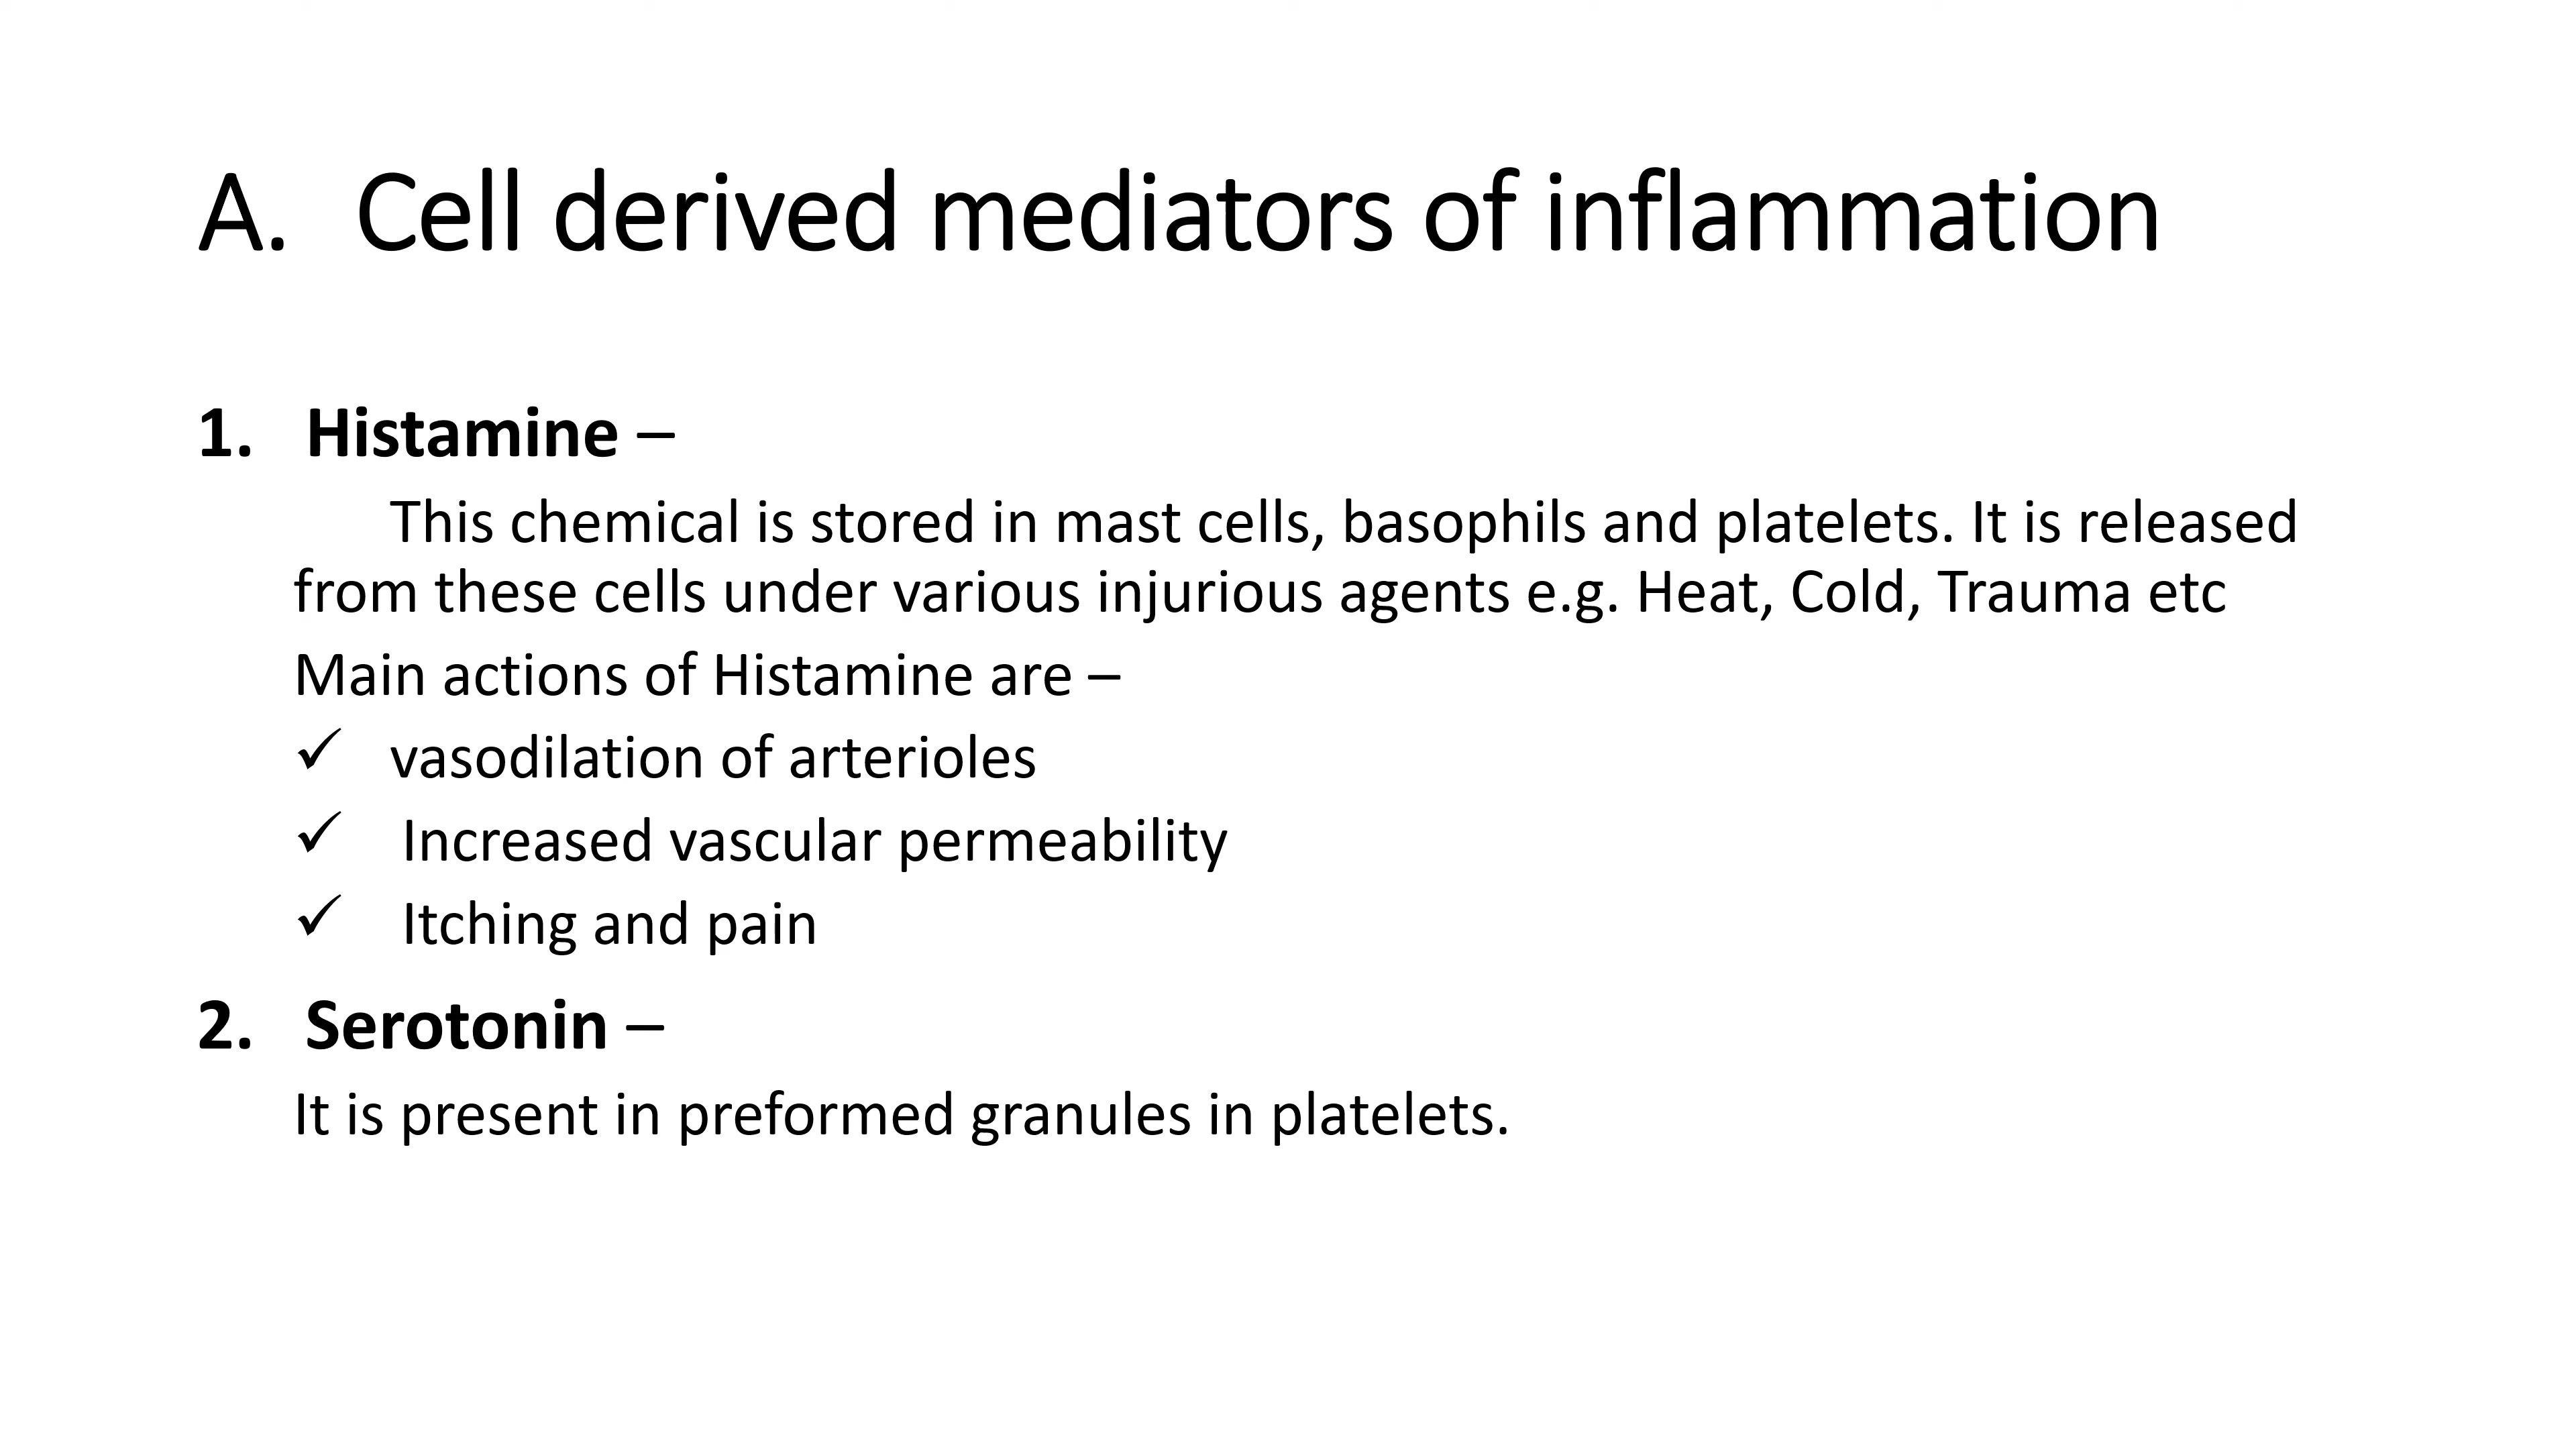 A. Cell derived mediators of inflammation
1. Histamine –
This chemical is stored in mast cells, basophils and platelets. It is released
from these cells under various injurious agents e.g. Heat, Cold, Trauma etc
Main actions of Histamine are –
✓ vasodilation of arterioles
✓ Increased vascular permeability
✓ Itching and pain
2. Serotonin –
It is present in preformed granules in platelets.